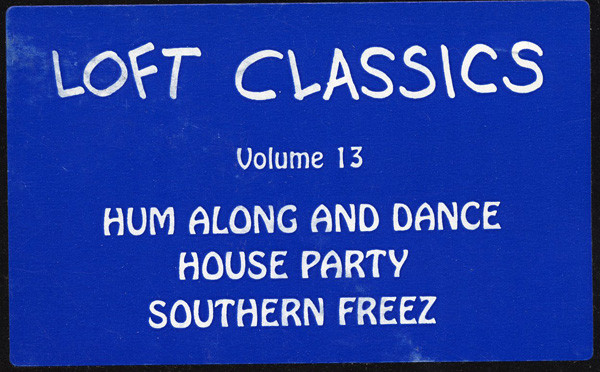 LOFT CLASSICS
Volume 13
HUM ALONG AND DANCE
HOUSE PARTY
SOUTHERN FREEZ